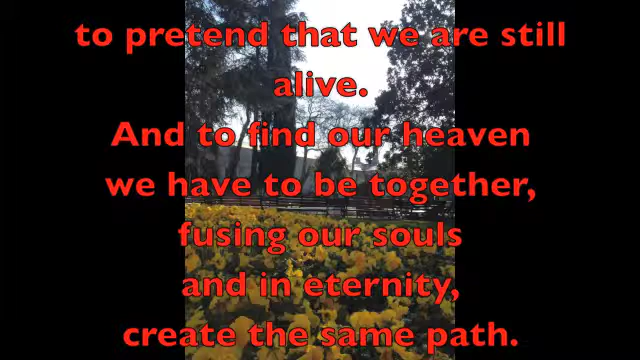 to pretend that we are still
alive.
And to find our heaven
we have to be together,
fusing our souls
and in eternity,
create the same path.